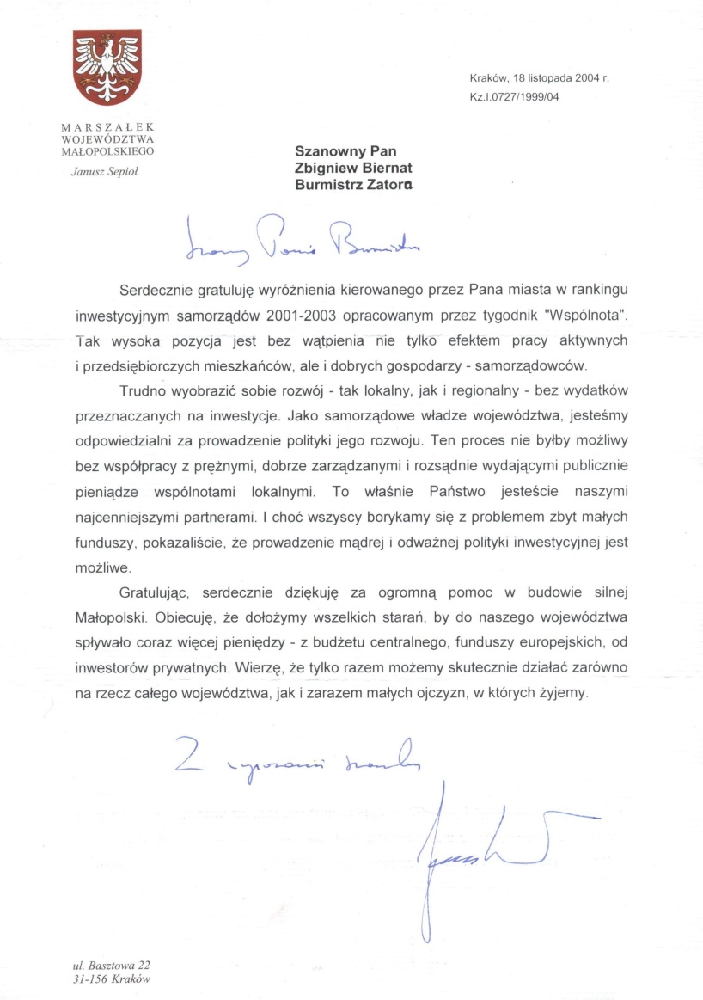 Kraków, 18 listopada 2004 r.
Kz.I.0727/1999/04
MARSZAŁEK
WOJEWÓDZTWA
MAŁOPOLSKIEGO
Janusz Sepioł
Szanowny Pan
Zbigniew Biernat
Burmistrz Zatora
Szanowny Panie Burmistrzu
Serdecznie gratuluję wyróżnienia kierowanego przez Pana miasta w rankingu
inwestycyjnym samorządów 2001-2003 opracowanym przez tygodnik "Wspólnota".
Tak wysoka pozycja jest bez wątpienia nie tylko efektem pracy aktywnych
i przedsiębiorczych mieszkańców, ale i dobrych gospodarzy - samorządowców.
Trudno wyobrazić sobie rozwój - tak lokalny, jak i regionalny - bez wydatków
przeznaczanych na inwestycje. Jako samorządowe władze województwa, jesteśmy
odpowiedzialni za prowadzenie polityki jego rozwoju. Ten proces nie byłby możliwy
bez współpracy z prężnymi, dobrze zarządzanymi i rozsądnie wydającymi publicznie
pieniądze wspólnotami lokalnymi. To właśnie Państwo jesteście naszymi
najcenniejszymi partnerami. I choć wszyscy borykamy się z problemem zbyt małych
funduszy, pokazaliście, że prowadzenie mądrej i odważnej polityki inwestycyjnej jest
możliwe.
Gratulując, serdecznie dziękuję za ogromną pomoc w budowie silnej
Małopolski. Obiecuję, że dołożymy wszelkich starań, by do naszego województwa
spływało coraz więcej pieniędzy - z budżetu centralnego, funduszy europejskich, od
inwestorów prywatnych. Wierzę, że tylko razem możemy skutecznie działać zarówno
na rzecz całego województwa, jak i zarazem małych ojczyzn, w których żyjemy.
Z wyrazami szacunku
ul. Basztowa 22
31-156 Kraków